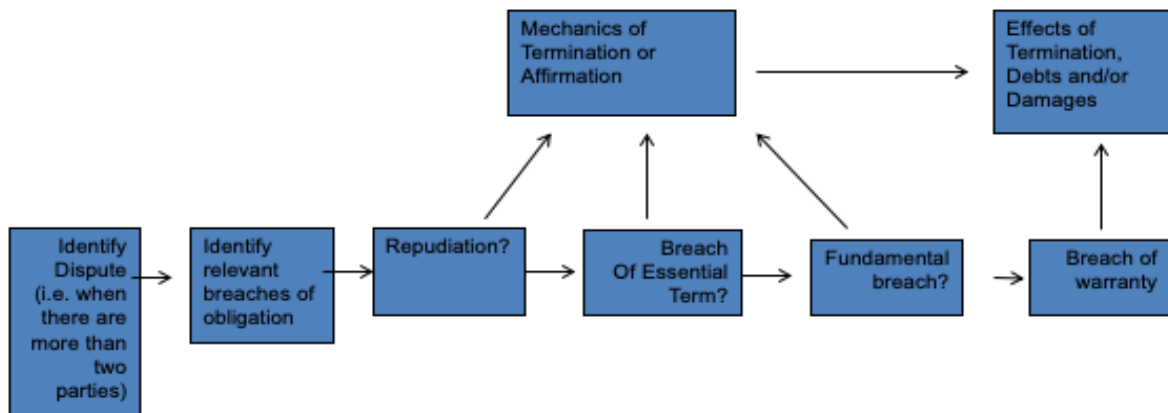 Mechanics of
Termination or
Affirmation
Effects of
Termination,
Debts and/or
Damages
Identify
Dispute
(i.e. when
there are
more than
two
parties)
Identify
relevant
breaches of
obligation
Repudiation?
Breach
Of Essential
Term?
Fundamental
breach?
Breach of
warranty